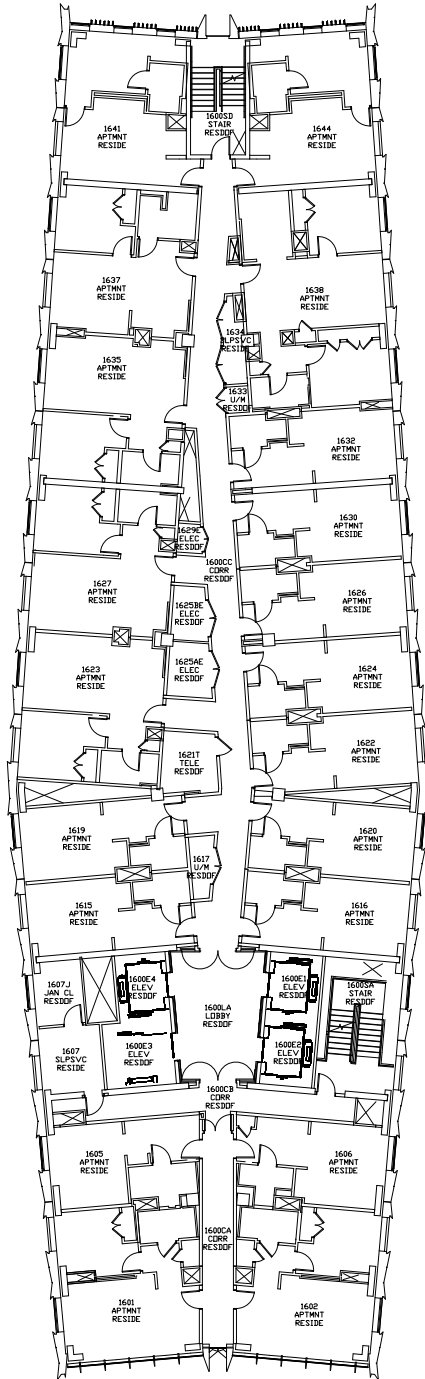 1600SD
STAIR
RESDOF
1641
APTMNT
RESIDE
1644
APTMNT
RESIDE
1637
APTMNT
RESIDE
1638
APTMNT
RESIDE
1634
SLPSVC
RESIDE
1635
APTMNT
RESIDE
1633
U/M
RESDOF
1632
APTMNT
RESIDE
1630
APTMNT
RESIDE
1629E
ELEC
RESDOF
1600CC
CORR
RESDOF
1627
APTMNT
RESIDE
1626
APTMNT
RESIDE
1625BE
ELEC
RESDOF
1625AE
ELEC
RESDOF
1623
APTMNT
RESIDE
1624
APTMNT
RESIDE
1621T
TELE
RESDOF
1622
APTMNT
RESIDE
1619
APTMNT
RESIDE
1620
APTMNT
RESIDE
1617
U/M
RESDOF
1615
APTMNT
RESIDE
1616
APTMNT
RESIDE
1607J
JAN CL
RESDOF
1600E4
ELEV
RESDOF
1600E1
ELEV
RESDOF
1600SA
STAIR
RESDOF
1600LA
LOBBY
RESDOF
1607
SLPSVC
RESIDE
1600E3
ELEV
RESDOF
1600E2
ELEV
RESDOF
1600CB
CORR
RESDOF
1605
APTMNT
RESIDE
1606
APTMNT
RESIDE
1600CA
CORR
RESDOF
1601
APTMNT
RESIDE
1602
APTMNT
RESIDE